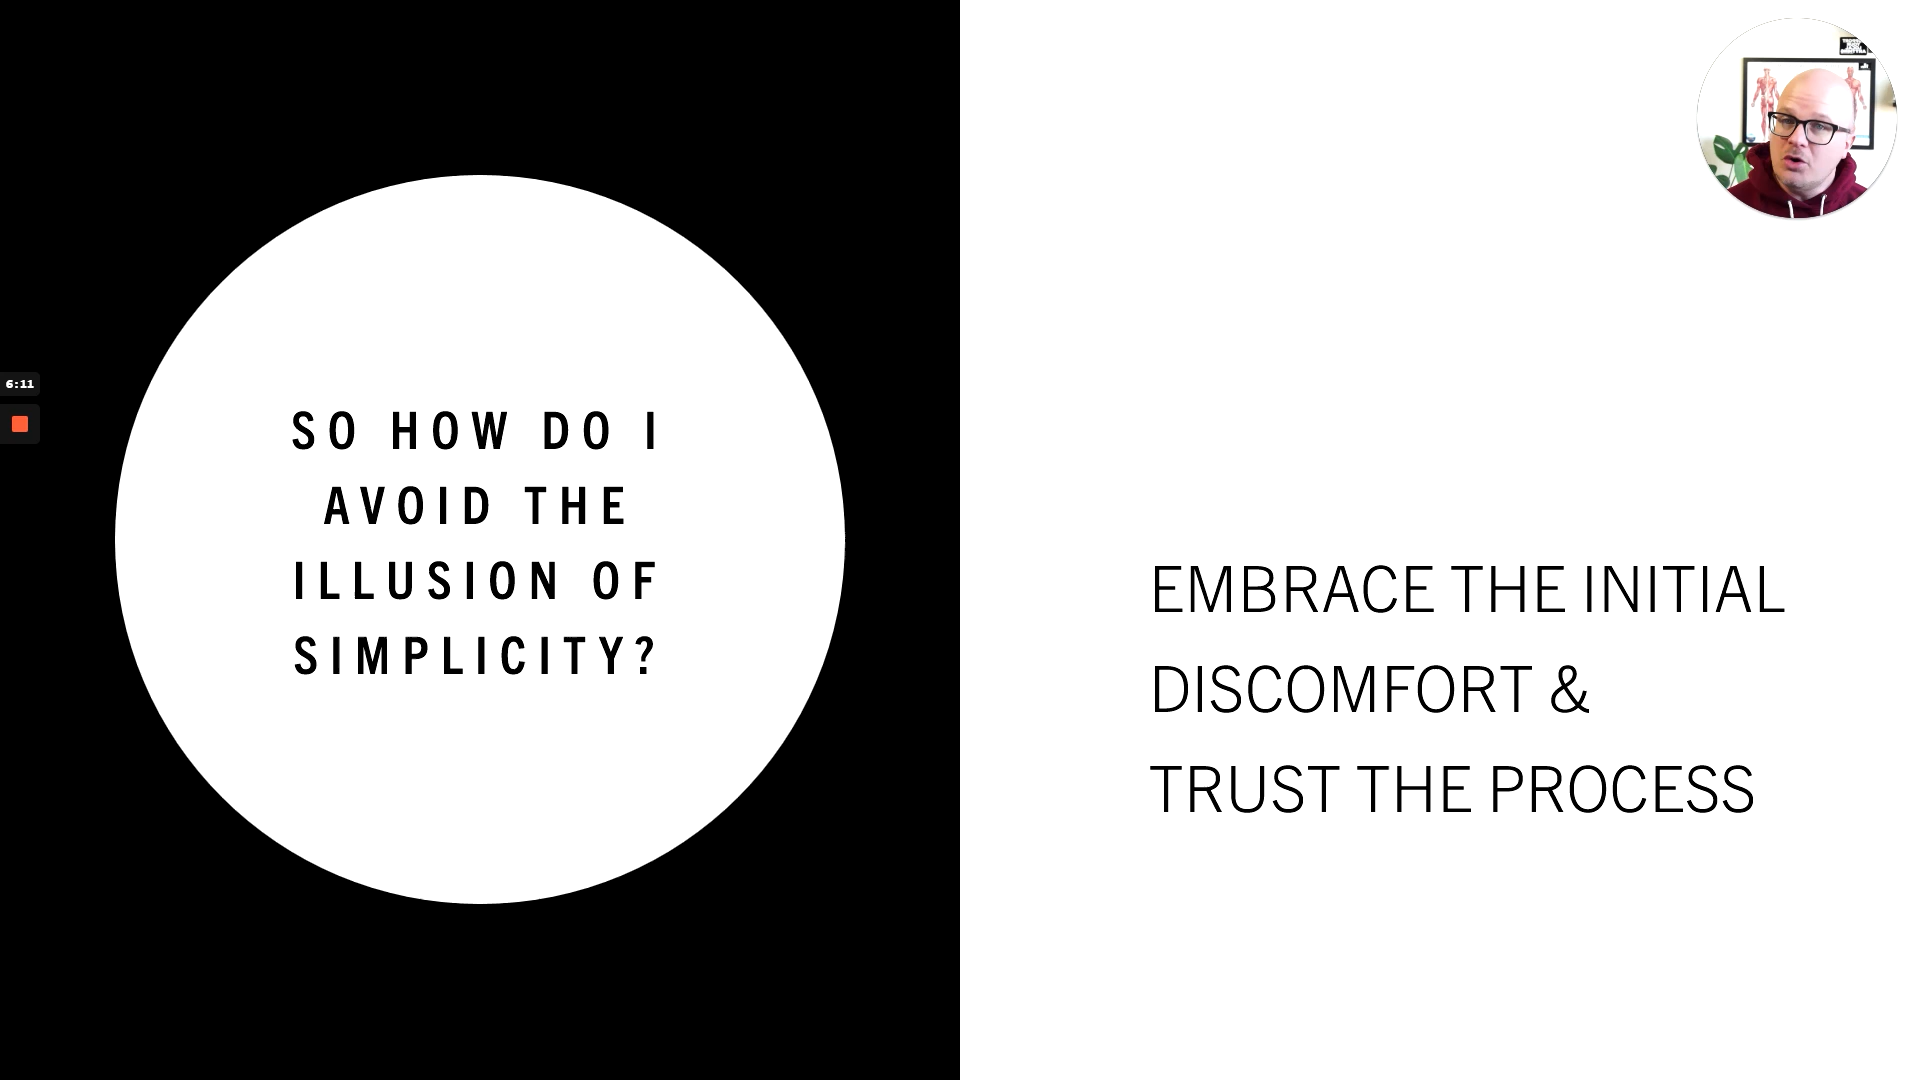 6:11
SO HOW DO I
AVOID THE
ILLUSION OF
SIMPLICITY?
EMBRACE THE INITIAL
DISCOMFORT &
TRUST THE PROCESS